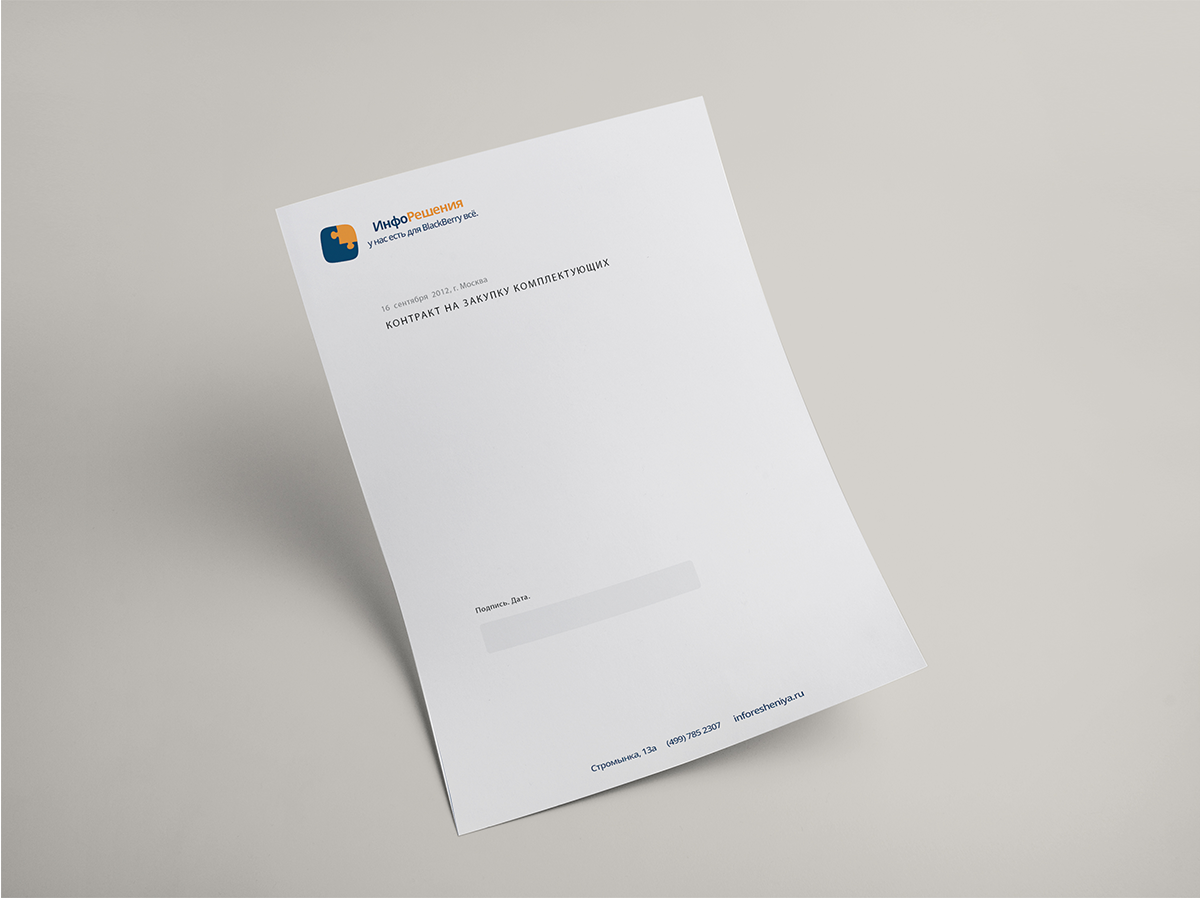 ИнфоРешения
у нас есть для BlackBerry всё.
16 сентября 2012, г. Москва
КОНТРАКТ НА ЗАКУПКУ КОМПЛЕКТУЮЩИХ
Подпись. Дата.
Стромынка, 13а (499) 785 2307 inforesheniya.ru